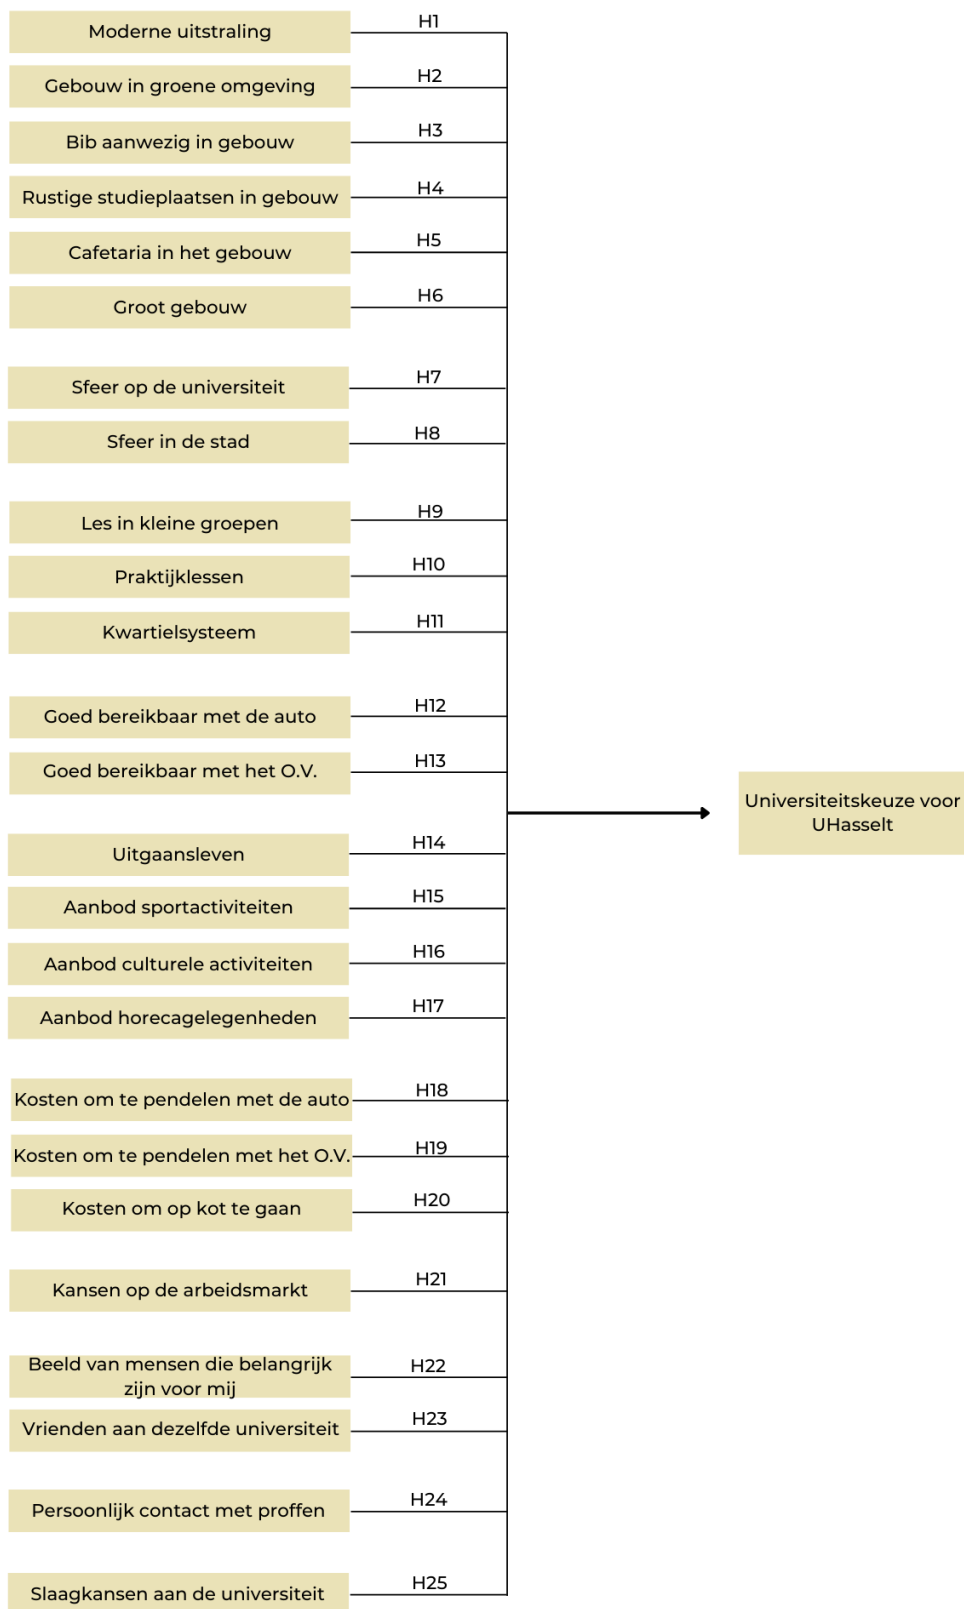 Moderne uitstraling
H1
Gebouw in groene omgeving
H2
Bib aanwezig in gebouw
H3
Rustige studieplaatsen in gebouw
H4
Cafetaria in het gebouw
H5
Groot gebouw
H6
Sfeer op de universiteit
H7
Sfeer in de stad
H8
Les in kleine groepen
H9
Praktijklessen
H10
Kwartielsysteem
H11
Goed bereikbaar met de auto
H12
Goed bereikbaar met het O.V.
H13
Universiteitskeuze voor
UHasselt
Uitgaansleven
H14
Aanbod sportactiviteiten
H15
Aanbod culturele activiteiten
H16
Aanbod horecagelegenheden
H17
Kosten om te pendelen met de auto
H18
Kosten om te pendelen met het O.V.
H19
Kosten om op kot te gaan
H20
Kansen op de arbeidsmarkt
H21
Beeld van mensen die belangrijk
zijn voor mij
H22
Vrienden aan dezelfde universiteit
H23
Persoonlijk contact met proffen
H24
Slaagkansen aan de universiteit
H25